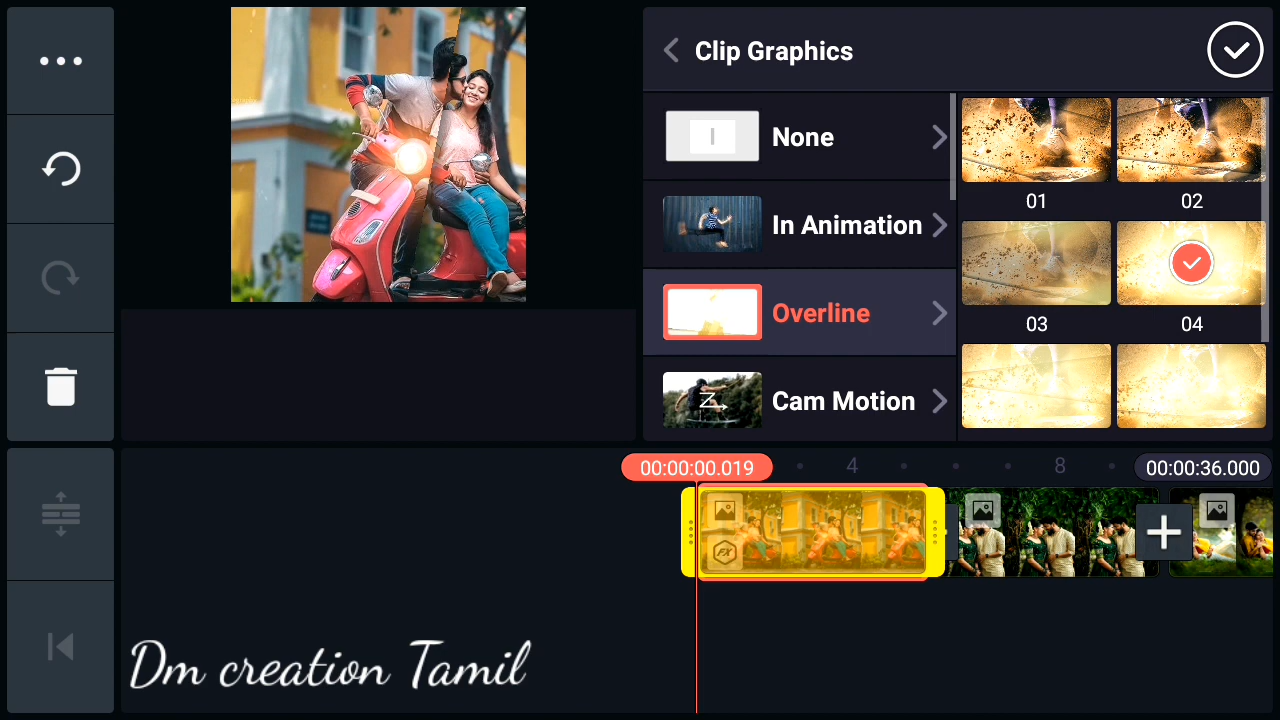 Clip Graphics
None
In Animation
Overline
Cam Motion
01
02
03
04
00:00:00.019
4
8
00:00:36.000
FX
Dm creation Tamil